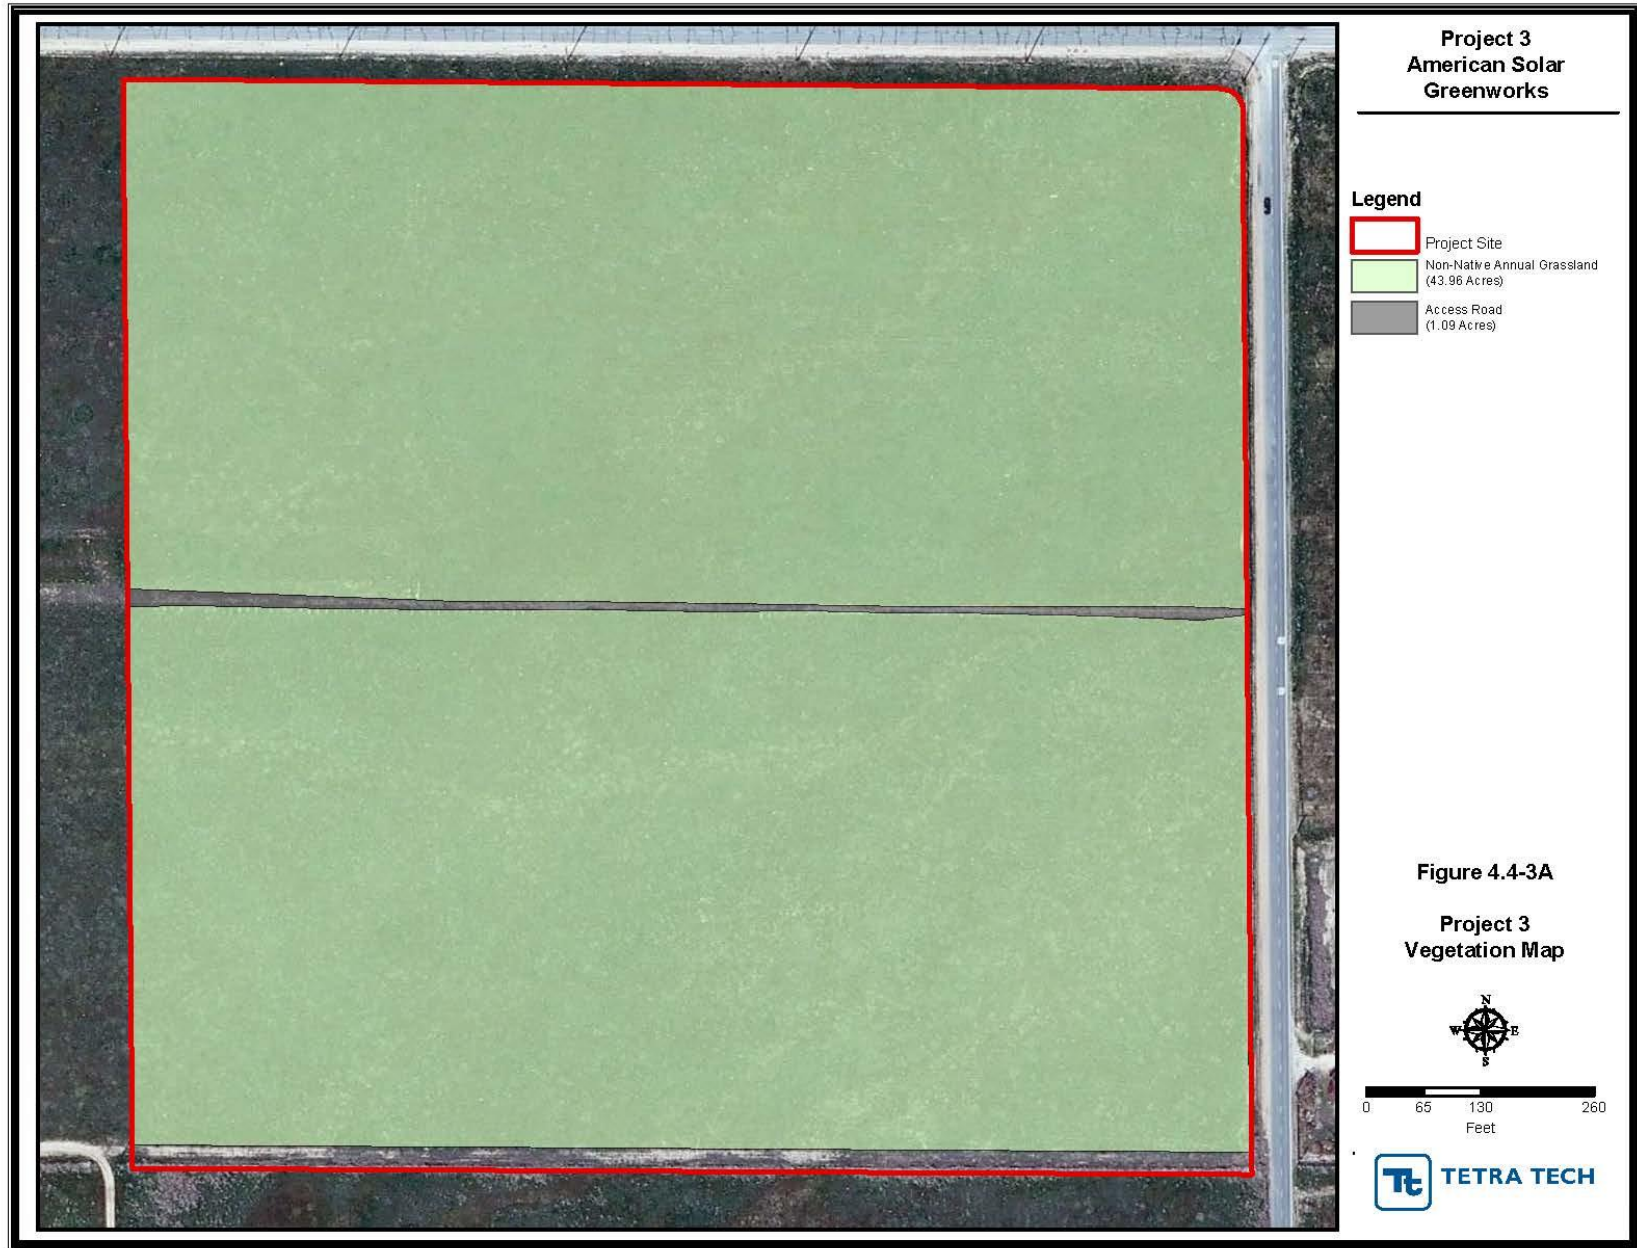 Project 3
American Solar
Greenworks
Legend
Project Site
Non-Native Annual Grassland
(43.96 Acres)
Access Road
(1.09 Acres)
Figure 4.4-3A
Project 3
Vegetation Map
N
W E
S
0 65 130 260
Feet
Tt TETRA TECH